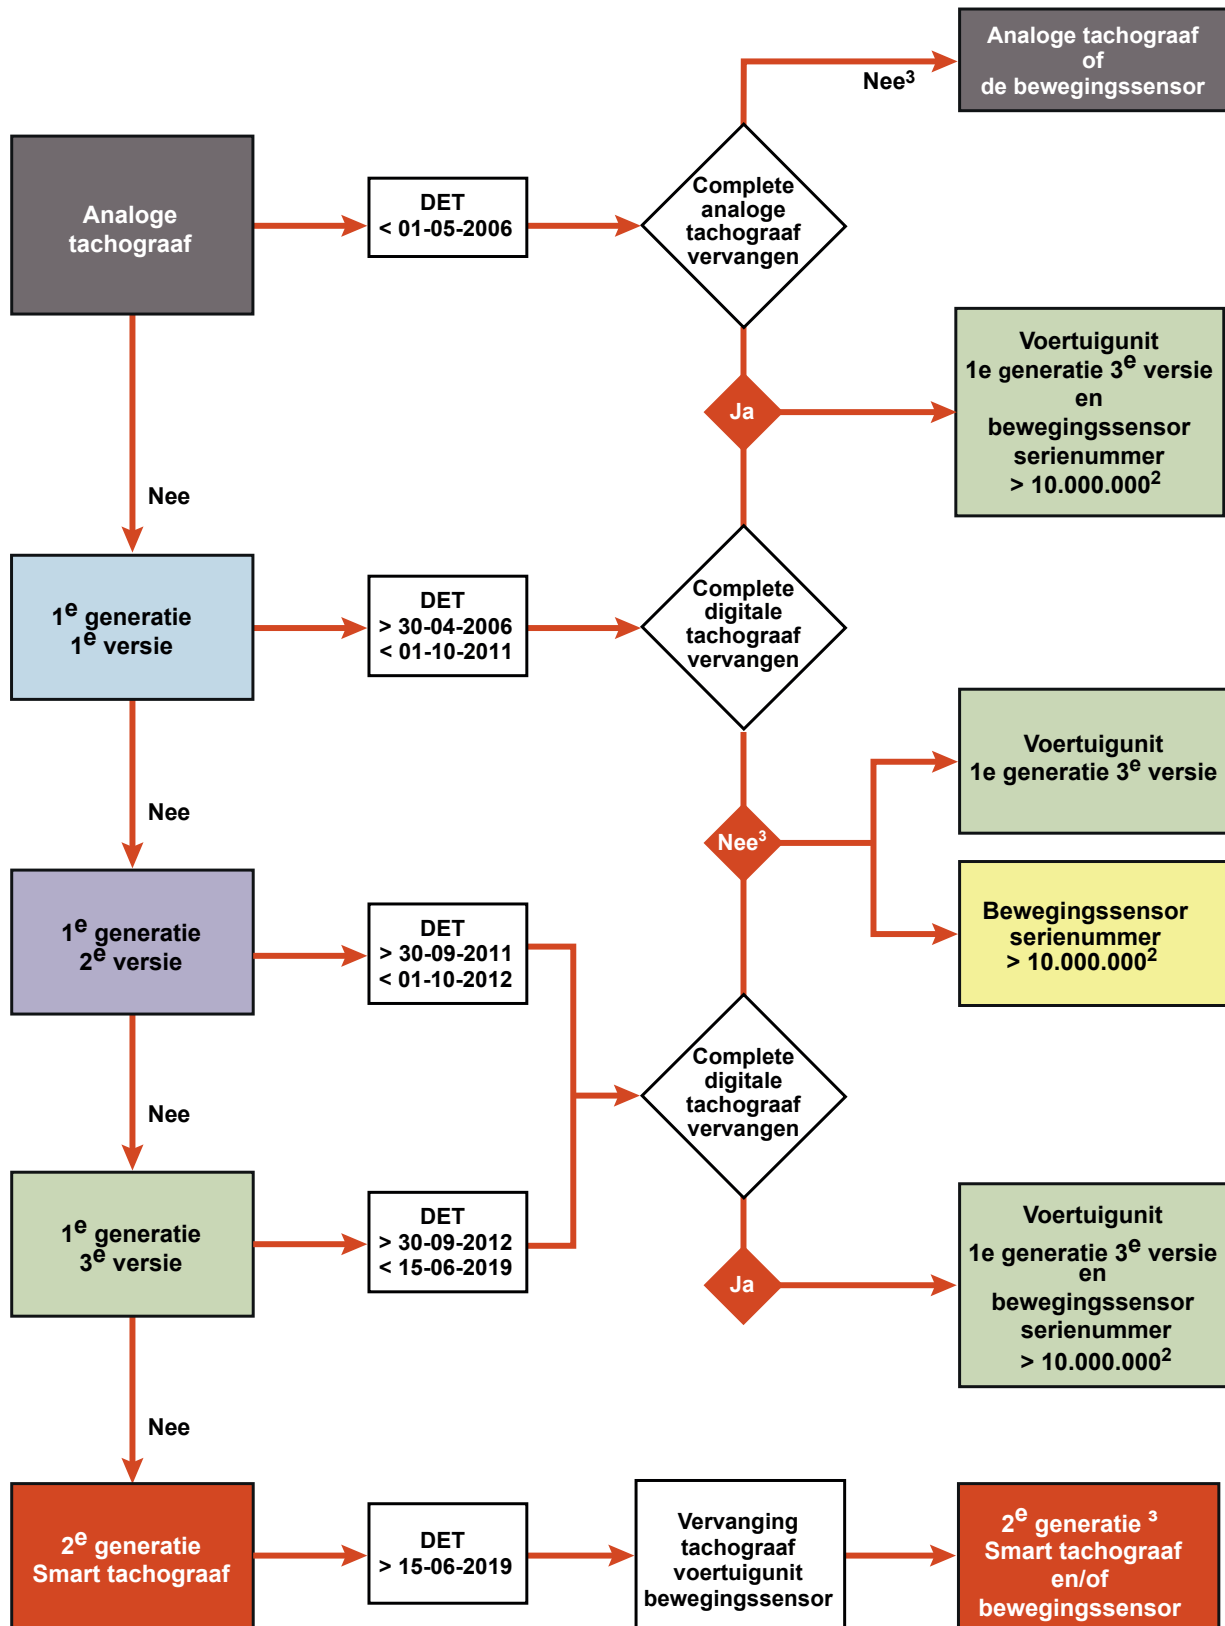 Analoge tachograaf
of
de bewegingssensor
Nee³
Analoge
tachograaf
DET
< 01-05-2006
Complete
analoge
tachograaf
vervangen
Voertuigunit
1e generatie 3ᵉ versie
en
bewegingssensor
serienummer
> 10.000.000²
Ja
Nee
1ᵉ generatie
1ᵉ versie
DET
> 30-04-2006
< 01-10-2011
Complete
digitale
tachograaf
vervangen
Voertuigunit
1e generatie 3ᵉ versie
Nee
Nee³
1ᵉ generatie
2ᵉ versie
DET
> 30-09-2011
< 01-10-2012
Bewegingssensor
serienummer
> 10.000.000²
Complete
digitale
tachograaf
vervangen
Nee
1ᵉ generatie
3ᵉ versie
DET
> 30-09-2012
< 15-06-2019
Ja
Voertuigunit
1e generatie 3ᵉ versie
en
bewegingssensor
serienummer
> 10.000.000²
Nee
2ᵉ generatie
Smart tachograaf
DET
> 15-06-2019
Vervanging
tachograaf
voertuigunit
bewegingssensor
2ᵉ generatie ³
Smart tachograaf
en/of
bewegingssensor